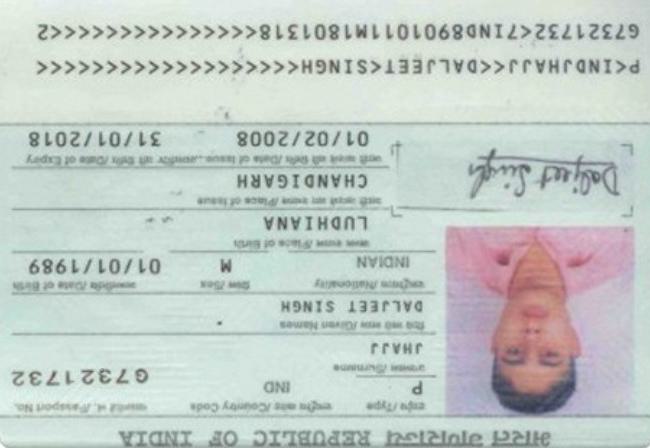 भारत गणराज्य REPUBLIC OF INDIA
टाइप/Type राष्ट्र कोड/Country Code पासपोर्ट नं./Passport No.
P IND G7321732
उपनाम/Surname
JHAJJ
दिया गया नाम/Given Names
DALJEET SINGH
राष्ट्रीयता/Nationality लिंग/Sex जन्मतिथि/Date of Birth
INDIAN M 01/01/1989
जन्म स्थान/Place of Birth
LUDHIANA
जारी करने का स्थान/Place of Issue
CHANDIGARH
जारी करने की तिथि/Date of Issue समाप्ति की तिथि/Date of Expiry
01/02/2008 31/01/2018
Daljeet Singh
P<INDJHAJJ<<DALJEET<SINGH<<<<<<<<<<<<<<<<<<<
G7321732<7IND8901011M1801318<<<<<<<<<<<<<<<2